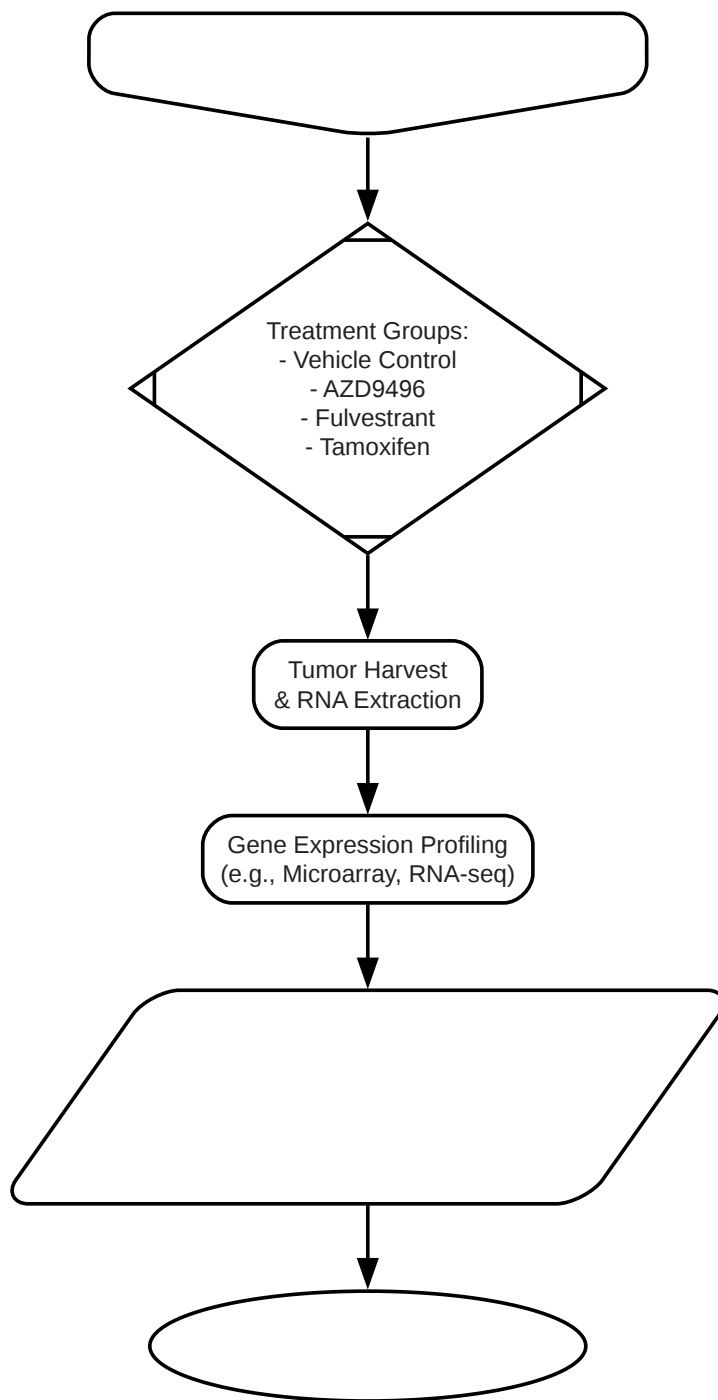 Treatment Groups:
- Vehicle Control
- AZD9496
- Fulvestrant
- Tamoxifen
Tumor Harvest
& RNA Extraction
Gene Expression Profiling
(e.g., Microarray, RNA-seq)